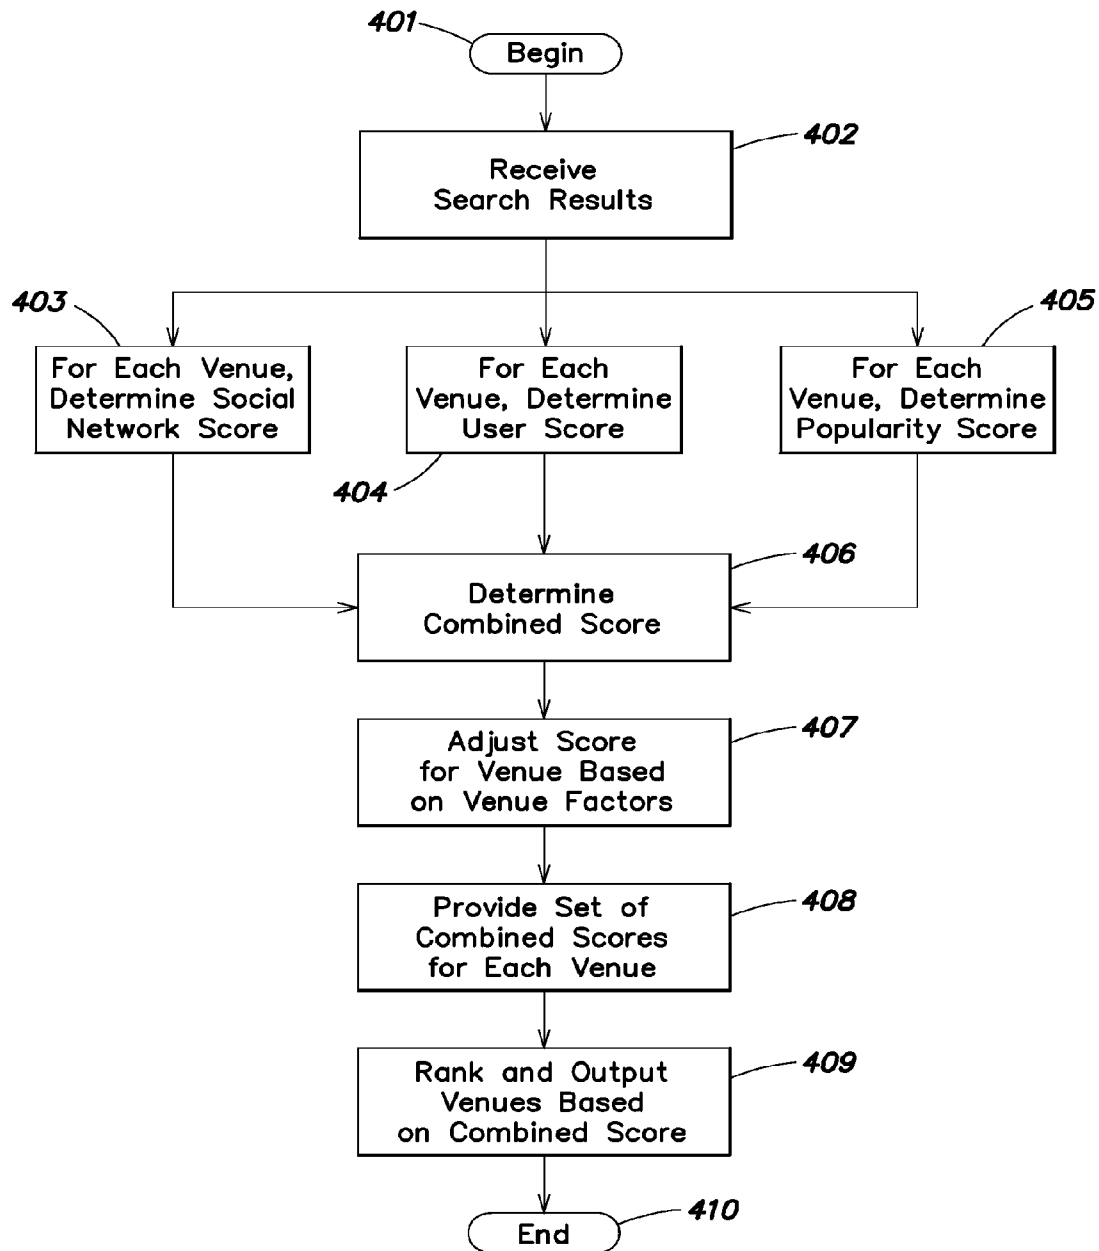 401
Begin
402
Receive
Search Results
403
405
For Each Venue,
Determine Social
Network Score
For Each
Venue, Determine
User Score
For Each
Venue, Determine
Popularity Score
404
406
Determine
Combined Score
407
Adjust Score
for Venue Based
on Venue Factors
408
Provide Set of
Combined Scores
for Each Venue
409
Rank and Output
Venues Based
on Combined Score
410
End